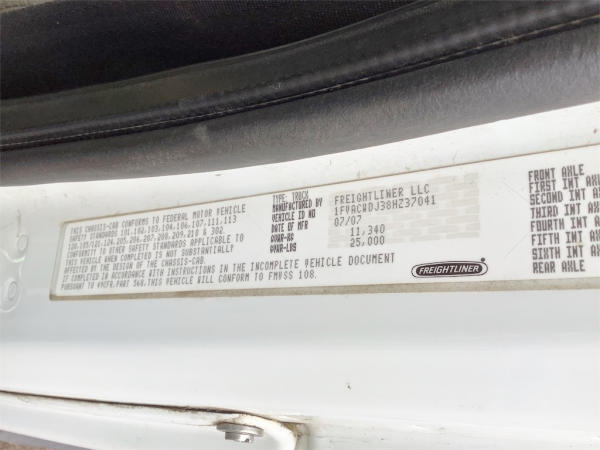 THIS CHASSIS-CAB CONFORMS TO FEDERAL MOTOR VEHICLE
SAFETY STANDARDS 101,102,103,104,106,107,111,113
124,205,206,207,208,209,210 & 302
CONFORMITY TO THE OTHER SAFETY STANDARDS APPLICABLE TO
THIS VEHICLE WHEN COMPLETED IS NOT SUBSTANTIALLY
AFFECTED BY THE DESIGN OF THE CHASSIS-CAB.
IF COMPLETED IN ACCORDANCE WITH INSTRUCTIONS IN THE INCOMPLETE VEHICLE DOCUMENT
PURSUANT TO 49CFR,PART 568,THIS VEHICLE WILL CONFORM TO FMVSS 108.
TYPE: TRUCK
MANUFACTURED BY FREIGHTLINER LLC
VEHICLE ID NO 1FVACWDJ38HZ37041
DATE OF MFR 07/07
GVWR-KG 11,340
GVWR-LBS 25,000
FREIGHTLINER
FRONT AXLE
FIRST INT AX
SECOND INT AX
THIRD INT AX
FOURTH INT AX
FIFTH INT AX
SIXTH INT AX
REAR AXLE